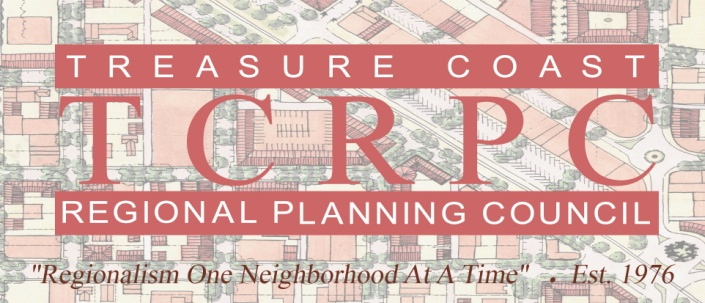 TREASURE COAST
TCRPC
REGIONAL PLANNING COUNCIL
"Regionalism One Neighborhood At A Time" . Est. 1976